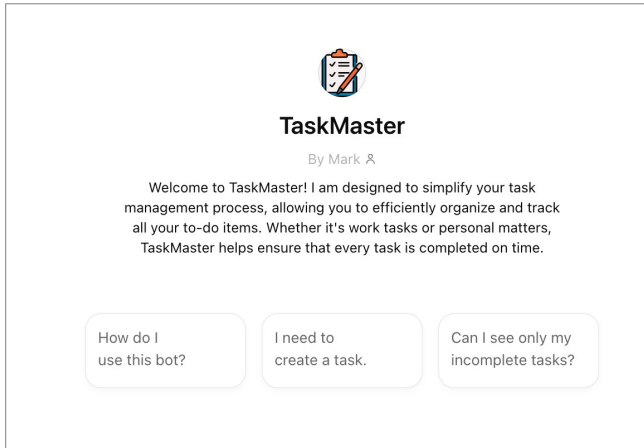 TaskMaster
By Mark
Welcome to TaskMaster! I am designed to simplify your task
management process, allowing you to efficiently organize and track
all your to-do items. Whether it's work tasks or personal matters,
TaskMaster helps ensure that every task is completed on time.
How do I
use this bot?
I need to
create a task.
Can I see only my
incomplete tasks?